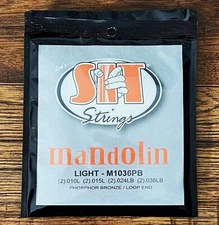 SIT
Strings
mandolin
LIGHT - M1036PB
(2).010L (2).015L (2).024LB (2).036LB
PHOSPHOR BRONZE / LOOP END